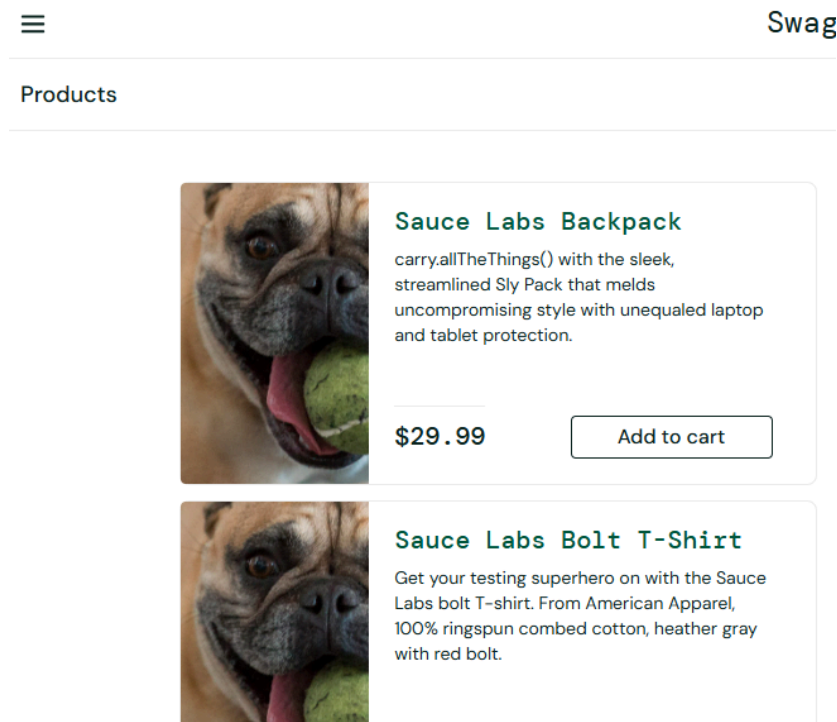 Swag
Products
Sauce Labs Backpack
carry.allTheThings() with the sleek,
streamlined Sly Pack that melds
uncompromising style with unequaled laptop
and tablet protection.
$29.99
Add to cart
Sauce Labs Bolt T-Shirt
Get your testing superhero on with the Sauce
Labs bolt T-shirt. From American Apparel,
100% ringspun combed cotton, heather gray
with red bolt.